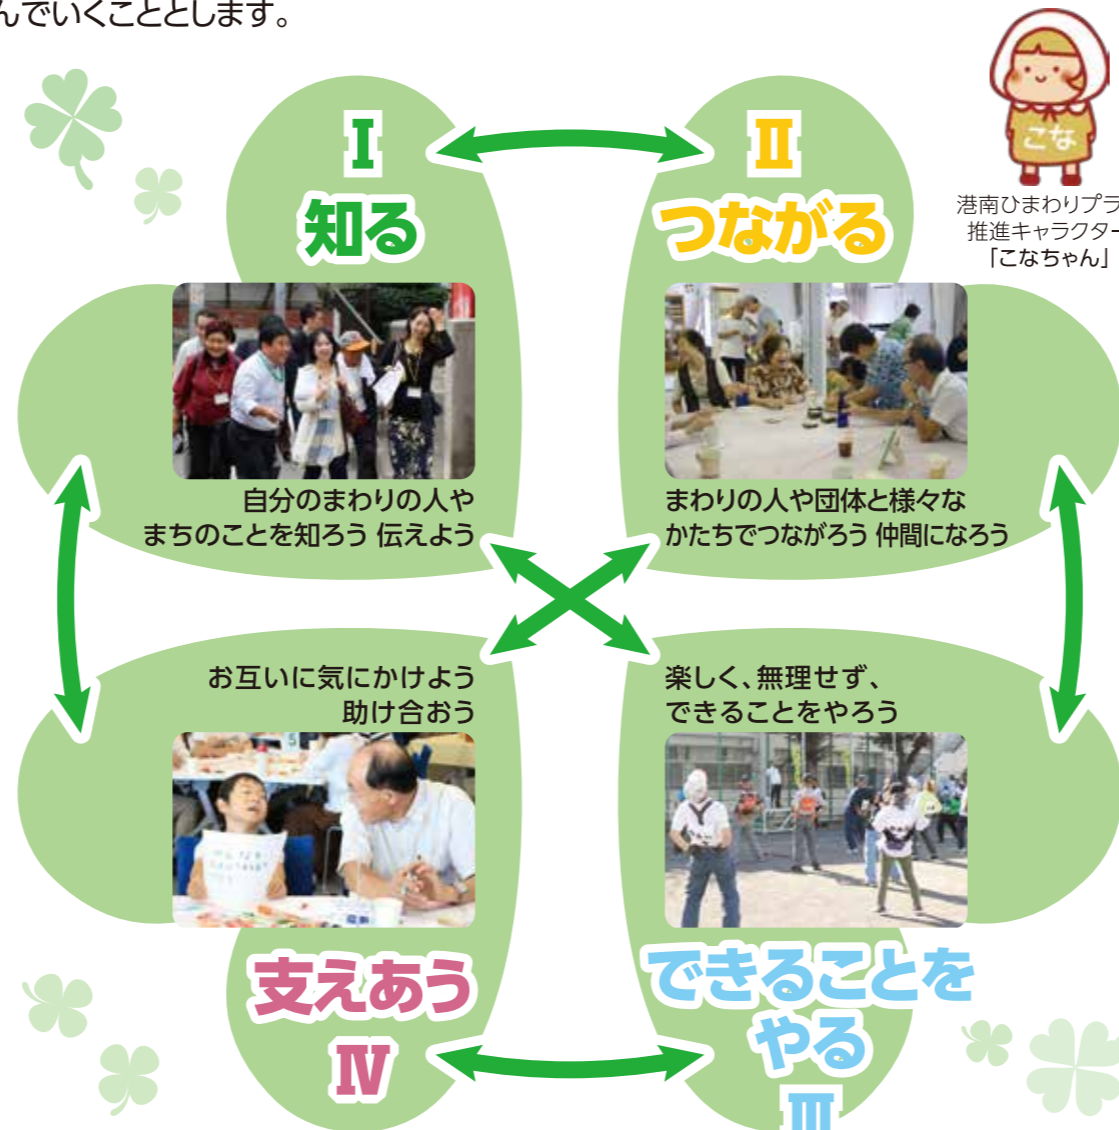 んでいくこととします。
こな
港南ひまわりプラ
推進キャラクター
「こなちゃん」
I
知る
自分のまわりの人や
まちのことを知ろう 伝えよう
II
つながる
まわりの人や団体と様々な
かたちでつながろう 仲間になろう
お互いに気にかけよう
助け合おう
支えあう
IV
楽しく、無理せず、
できることをやろう
できることを
やる
III